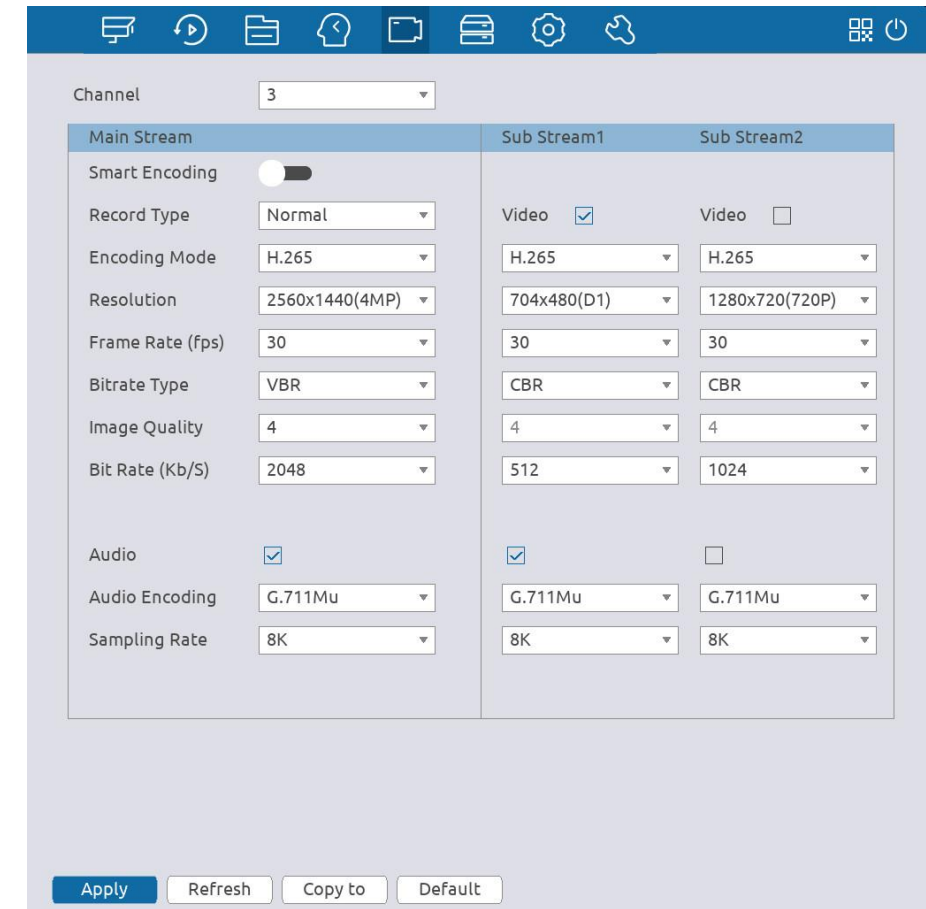 Channel 3
Main Stream Sub Stream1 Sub Stream2
Smart Encoding
Record Type Normal Video Video
Encoding Mode H.265 H.265 H.265
Resolution 2560x1440(4MP) 704x480(D1) 1280x720(720P)
Frame Rate (fps) 30 30 30
Bitrate Type VBR CBR CBR
Image Quality 4 4 4
Bit Rate (Kb/S) 2048 512 1024
Audio
Audio Encoding G.711Mu G.711Mu G.711Mu
Sampling Rate 8K 8K 8K
Apply Refresh Copy to Default